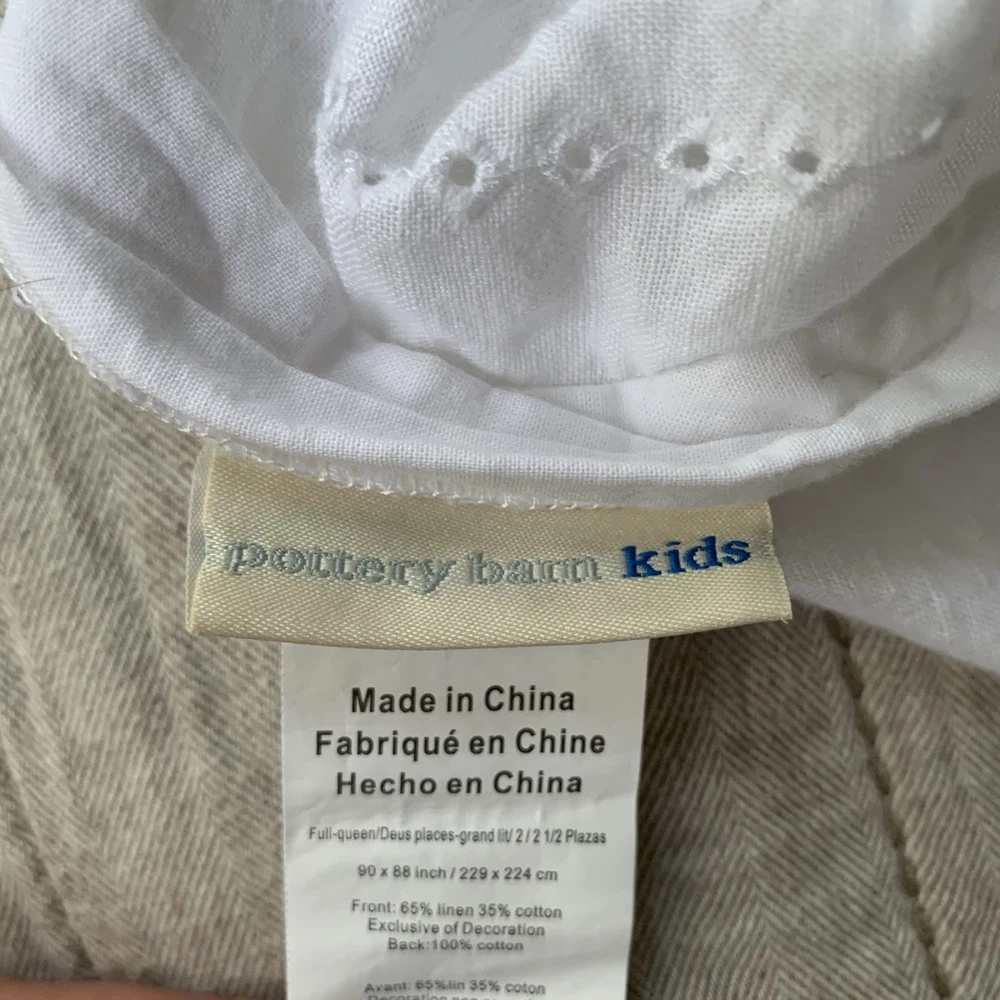 pottery barn kids
Made in China
Fabriqué en Chine
Hecho en China
Full-queen/Deus places-grand lit/ 2 / 2 1/2 Plazas
90 x 88 inch / 229 x 224 cm
Front: 65% linen 35% cotton
Exclusive of Decoration
Back:100% cotton
Avant: 65%lin 35% coton
Decoration